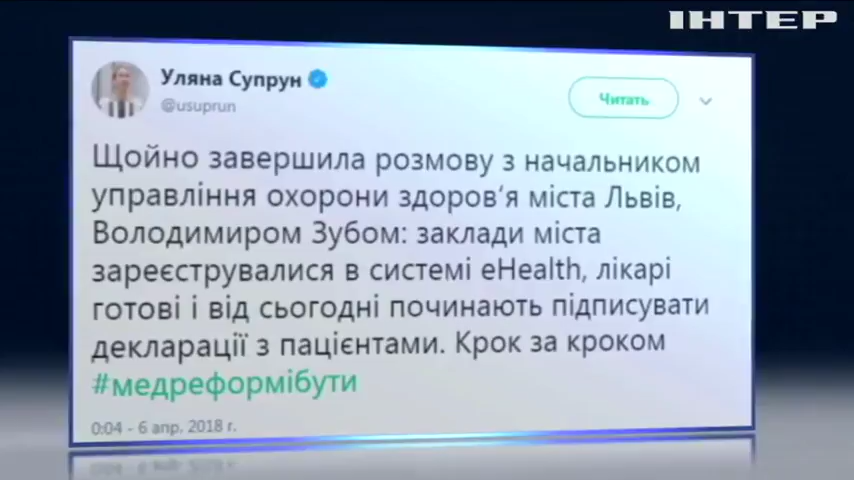 ІНТЕР
Уляна Супрун
@usuprun
Читать
Щойно завершила розмову з начальником
управління охорони здоров‘я міста Львів,
Володимиром Зубом: заклади міста
зареєструвалися в системі eHealth, лікарі
готові і від сьогодні починають підписувати
декларації з пацієнтами. Крок за кроком
#медреформібути
0:04 - 6 апр. 2018 г.